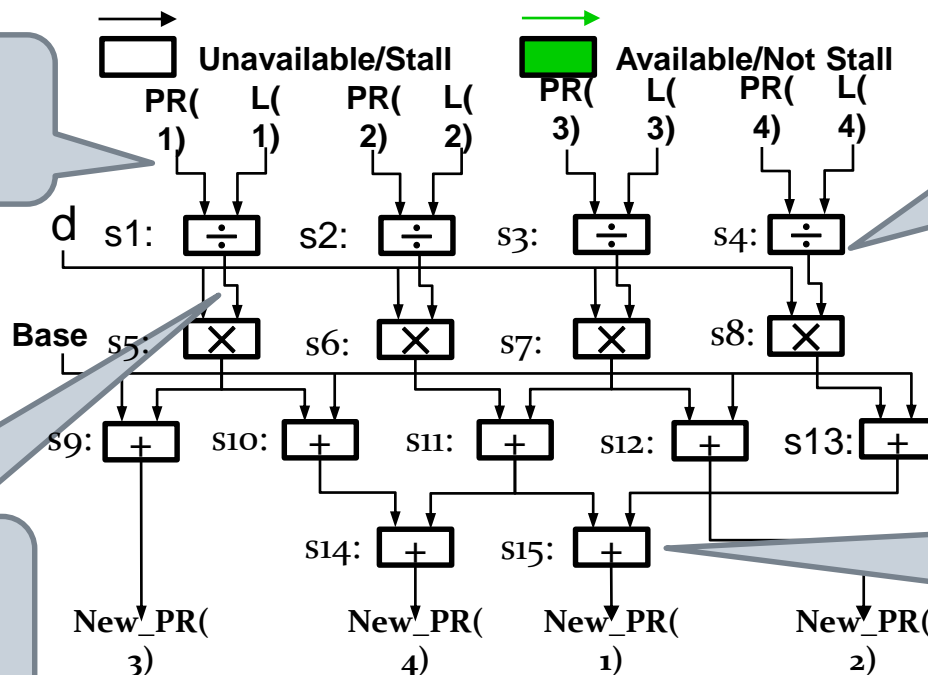 Unavailable/Stall Available/Not Stall
PR( L( PR( L( PR( L( PR( L(
1) 1) 2) 2) 3) 3) 4) 4)
d s1: ÷ s2: ÷ s3: ÷ s4: ÷
Base s5: × s6: × s7: × s8: ×
s9: + s10: + s11: + s12: + s13: +
s14: + s15: +
New_PR( New_PR( New_PR( New_PR(
3) 4) 1) 2)